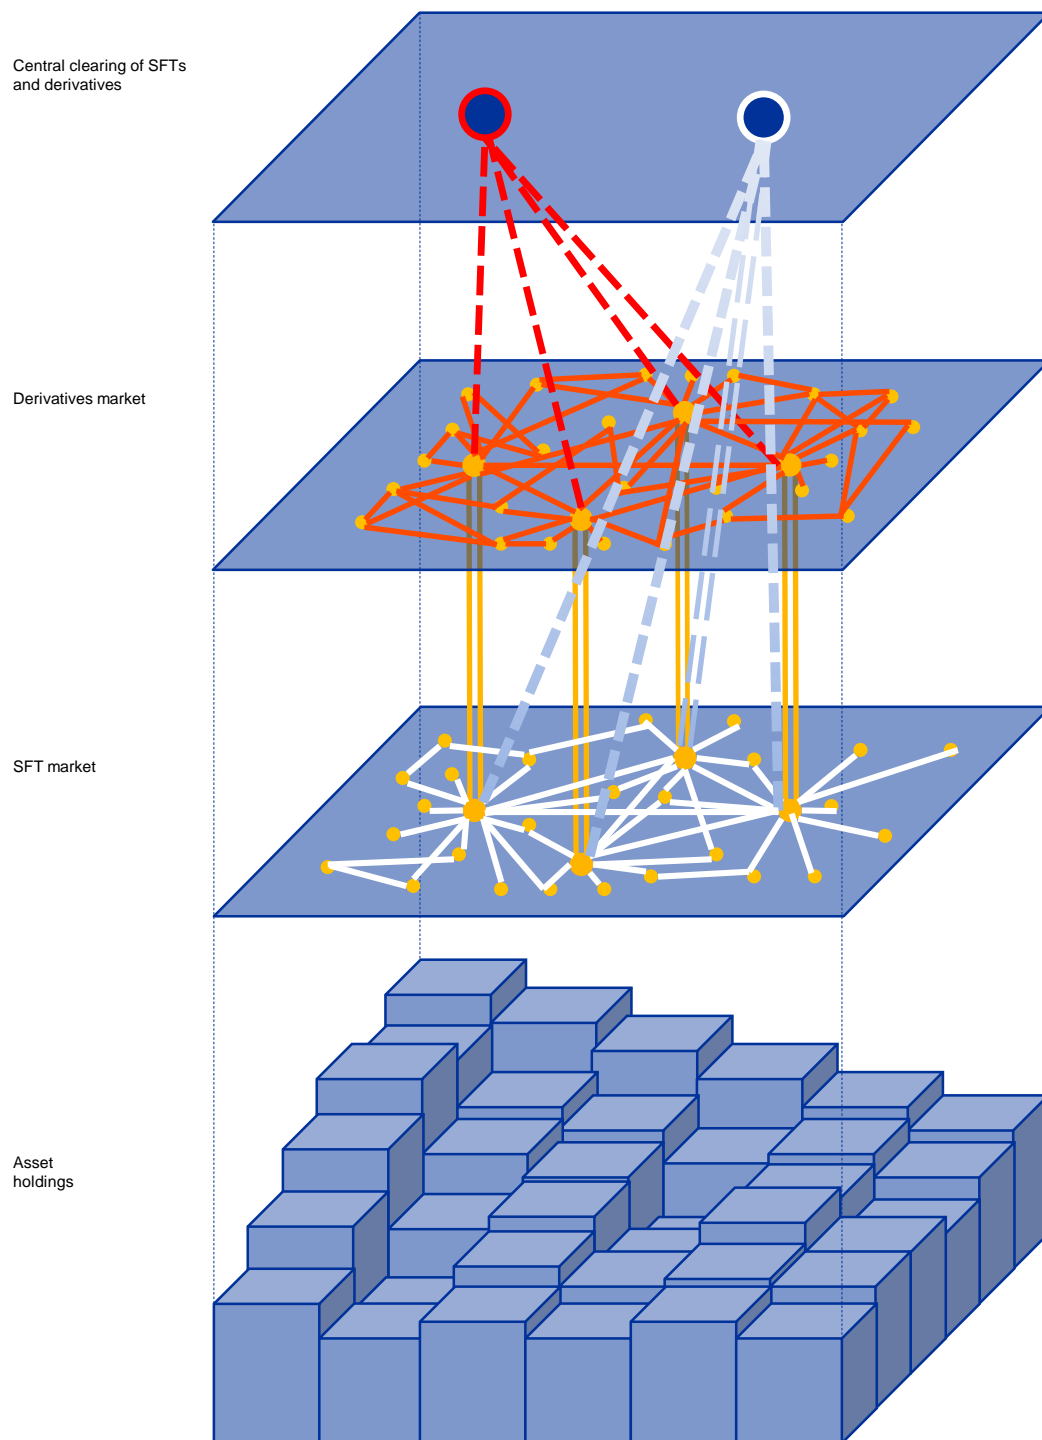 Central clearing of SFTs
and derivatives
Derivatives market
SFT market
Asset
holdings